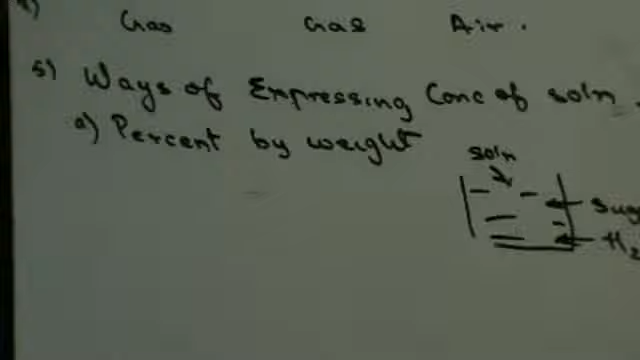 Gas Gas Air.
5) Ways of Expressing Conc of soln.
a) Percent by weight
soln